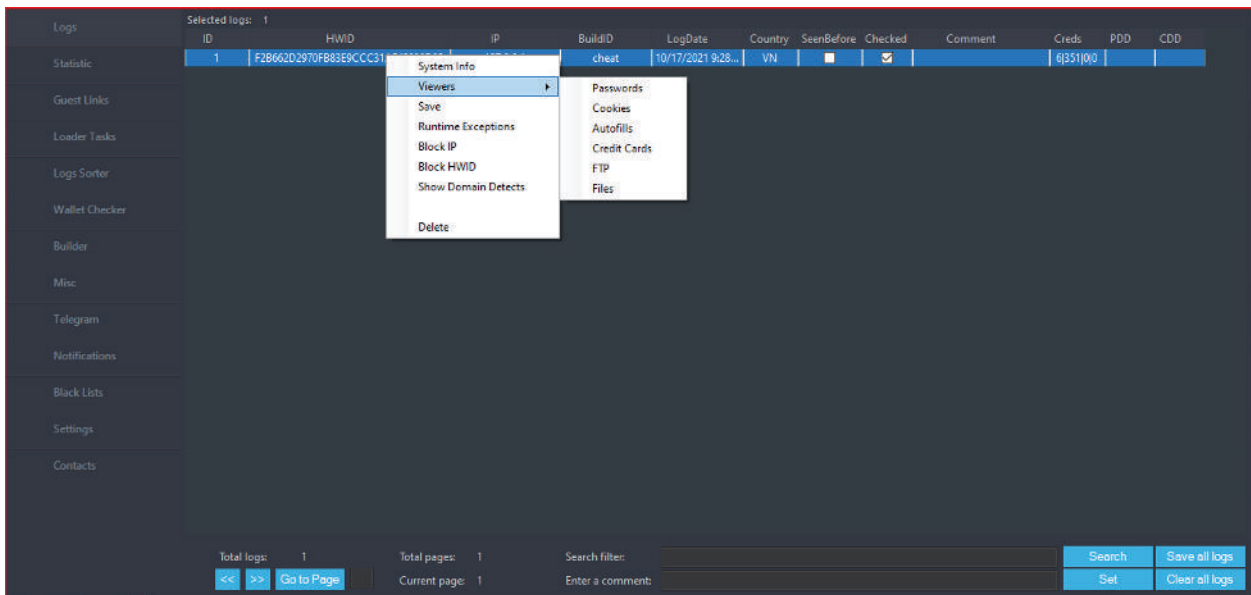 Logs
Statistic
Guest Links
Loader Tasks
Logs Sorter
Wallet Checker
Builder
Misc
Telegram
Notifications
Black Lists
Settings
Contacts
Selected logs: 1
ID HWID IP BuildID LogDate Country SeenBefore Checked Comment Creds PDD CDD
1 cheat 10/17/2021 9:28... VN 6|351|0|0
System Info
Viewers
Save
Runtime Exceptions
Block IP
Block HWID
Show Domain Detects
Delete
Passwords
Cookies
Autofills
Credit Cards
FTP
Files
Total logs: 1 Total pages: 1 Search filter: Search Save all logs
<< >> Go to Page Current page: 1 Enter a comment: Set Clear all logs